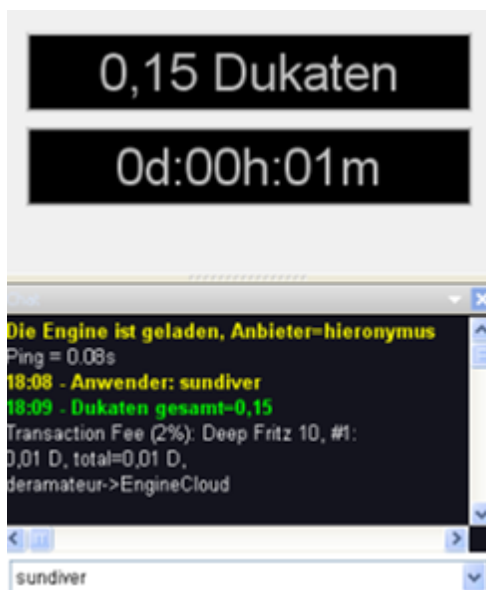 0,15 Dukaten
0d:00h:01m
Chat
Die Engine ist geladen, Anbieter=hieronymus
Ping = 0.08s
18:08 - Anwender: sundiver
18:09 - Dukaten gesamt=0,15
Transaction Fee (2%): Deep Fritz 10, #1:
0,01 D, total=0,01 D,
deramateur->EngineCloud
sundiver